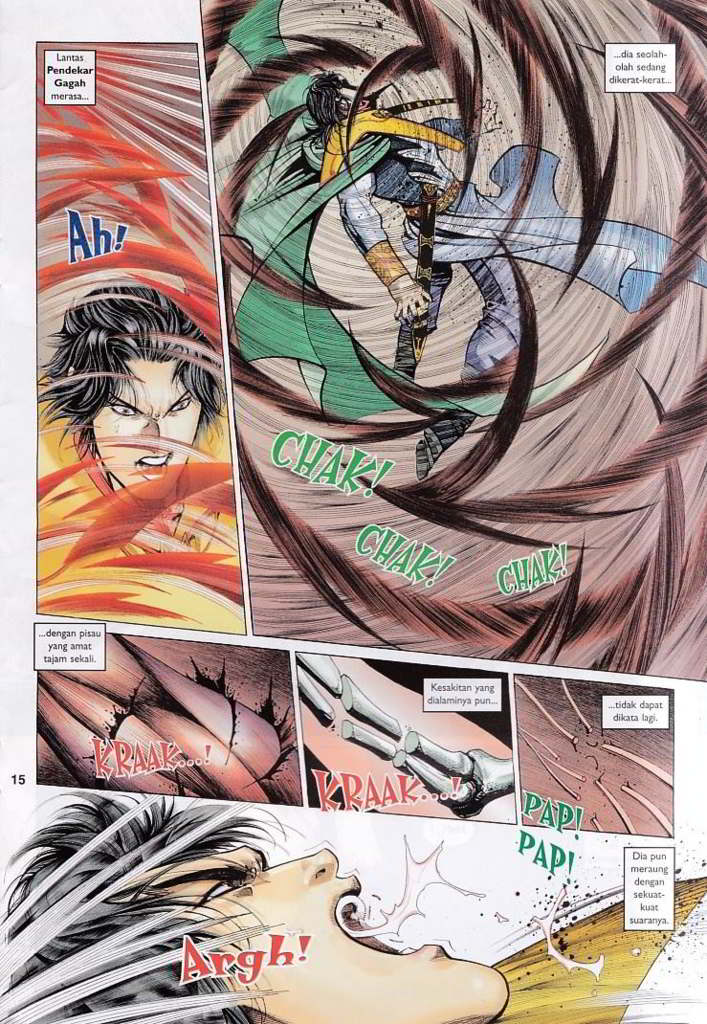 Lantas
Pendekar
Gagah
merasa...
Ah!
...dia seolah-
olah sedang
dikerat-kerat...
CHAK!
CHAK!
CHAK!
...dengan pisau
yang amat
tajam sekali.
KRAAK...!
Kesakitan yang
dialaminya pun...
KRAAK...!
...tidak dapat
dikata lagi.
PAP!
PAP!
15
Dia pun
meraung
dengan
sekuat-
kuat
suaranya.
Argh!